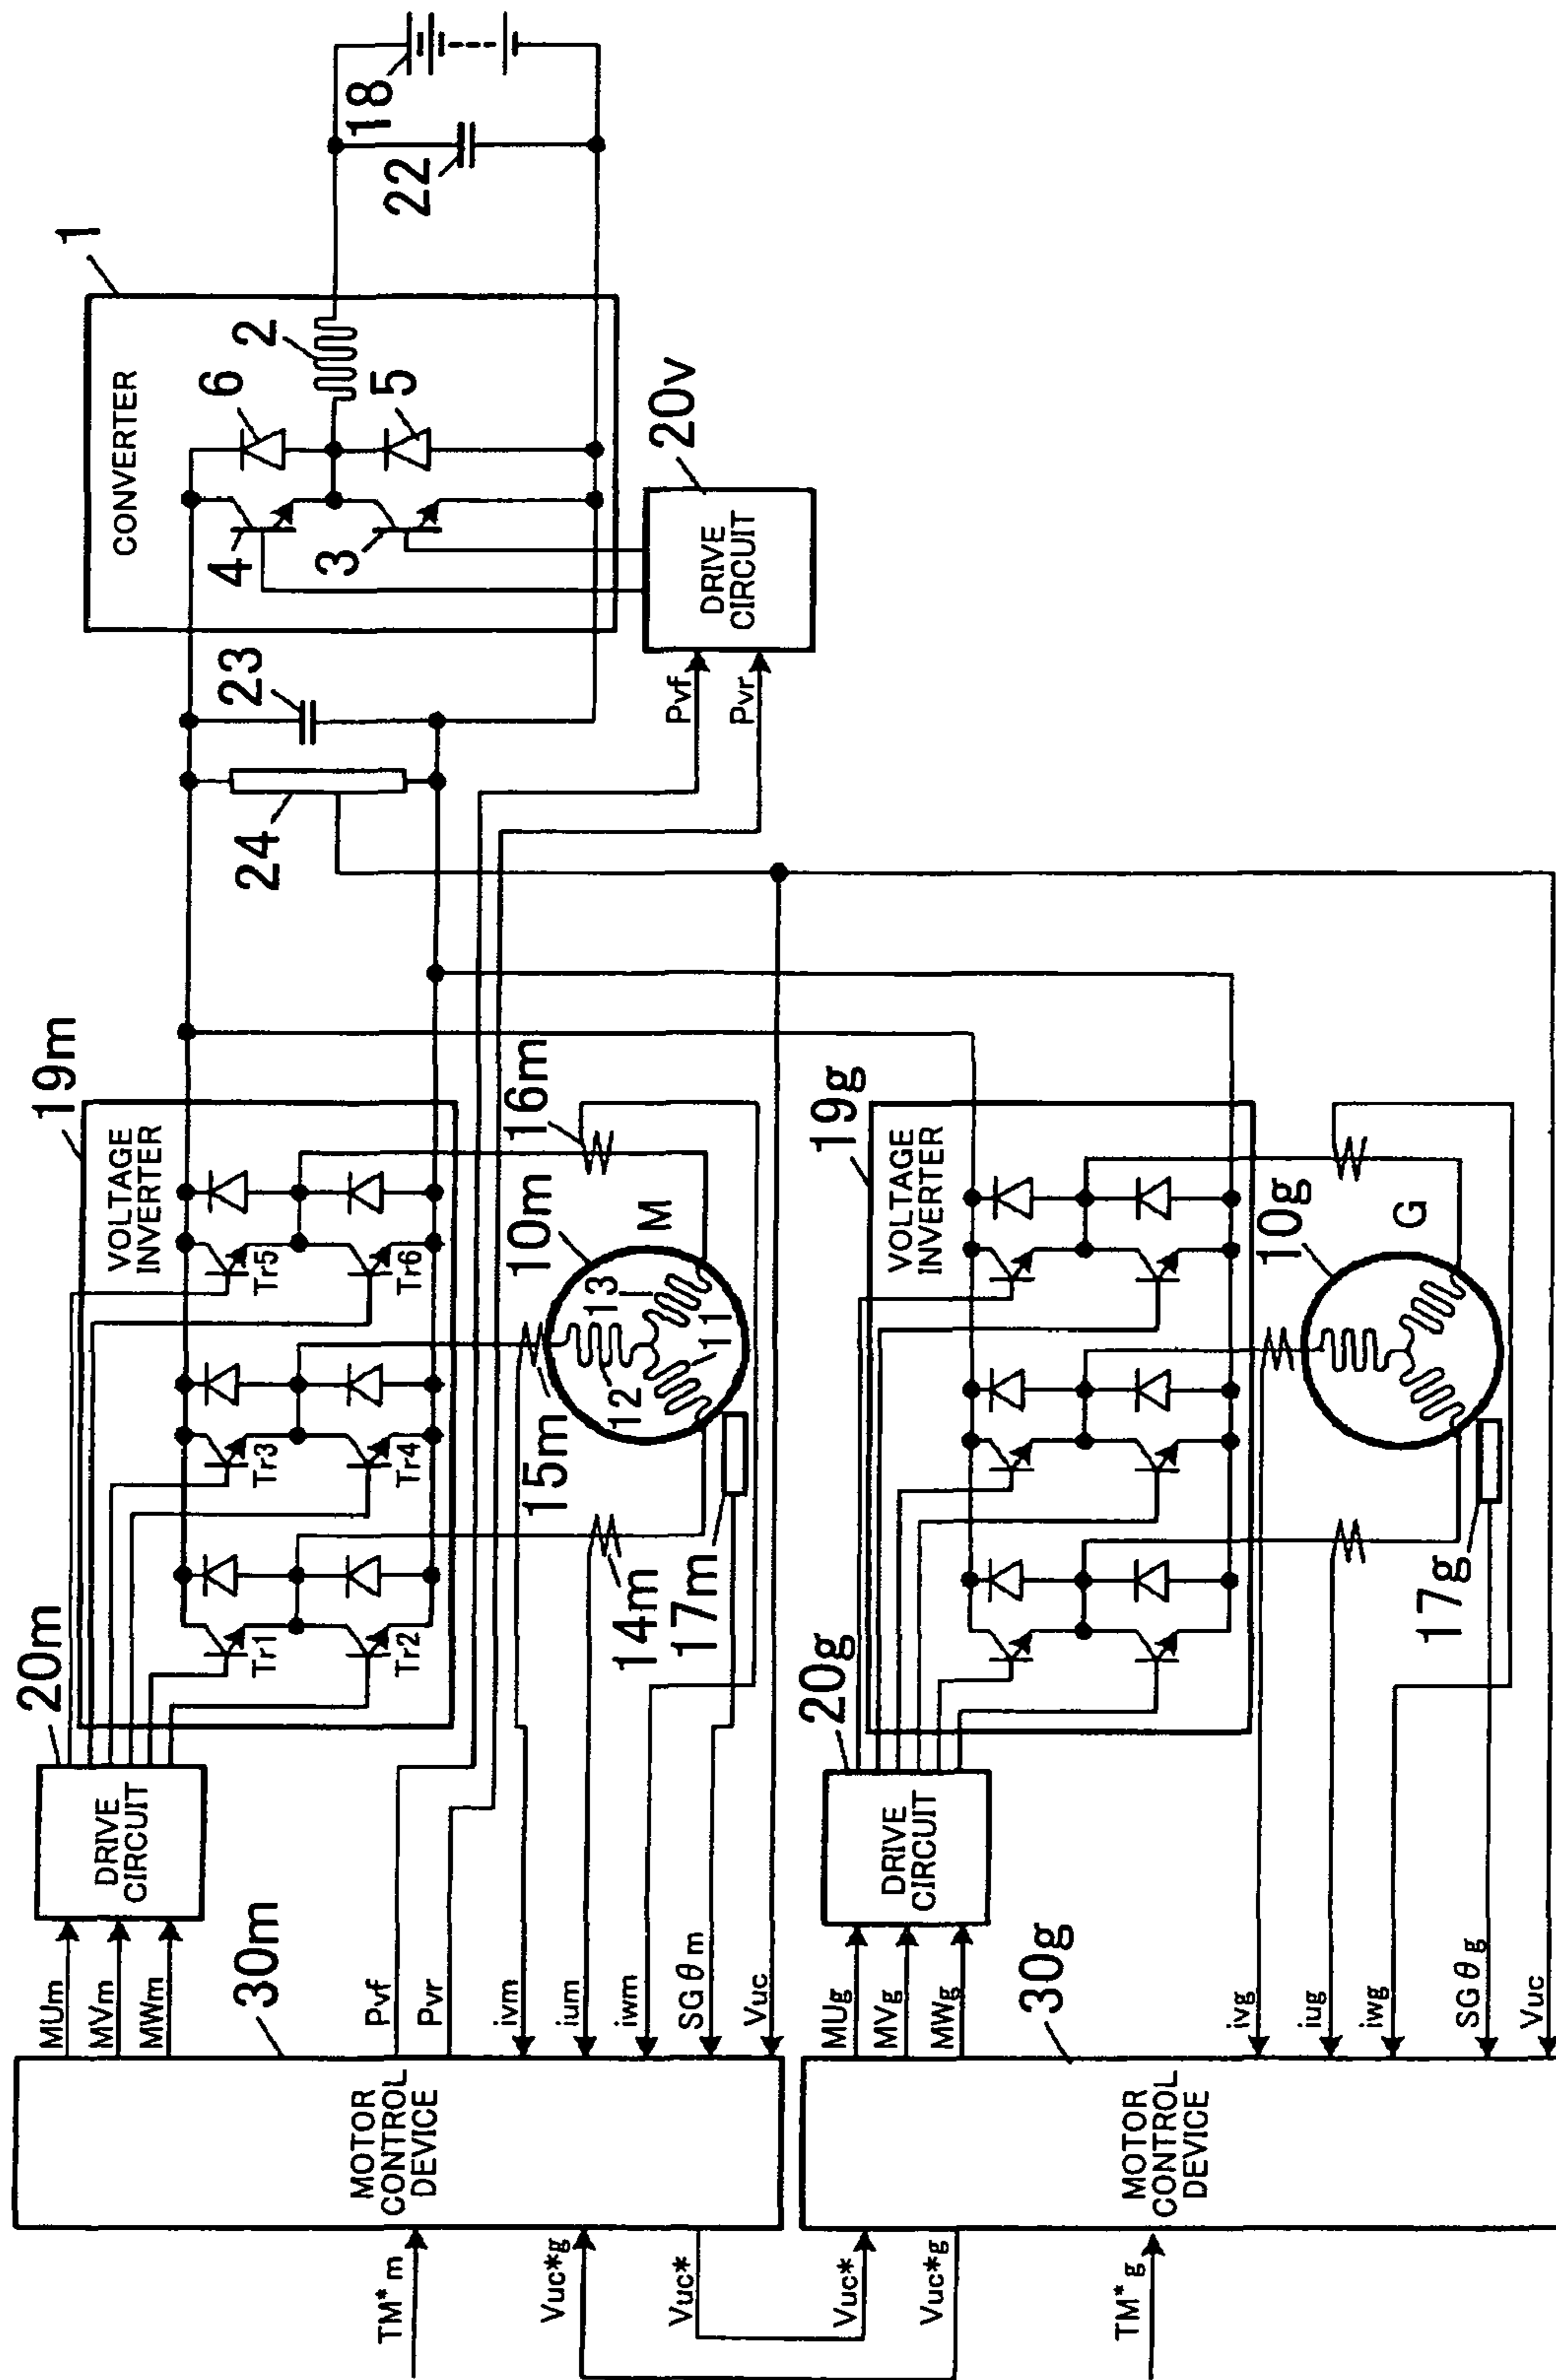 TM*m
Vuc*g
Vuc*
Vuc*
Vuc*g
TM*g
MOTOR
CONTROL
DEVICE
30m
MUm
MVm
MWm
Pvf
Pvr
ivm
ium
iwm
SGθm
Vuc
DRIVE
CIRCUIT
20m
VOLTAGE
INVERTER
19m
Tr1
Tr2
Tr3
Tr4
Tr5
Tr6
14m
15m
16m
17m
10m
M
11
12
13
24
23
CONVERTER
1
2
3
4
5
6
Pvf
Pvr
DRIVE
CIRCUIT
20v
22
18
MOTOR
CONTROL
DEVICE
30g
MUg
MVg
MWg
ivg
iug
iwg
SGθg
Vuc
DRIVE
CIRCUIT
20g
VOLTAGE
INVERTER
19g
17g
10g
G